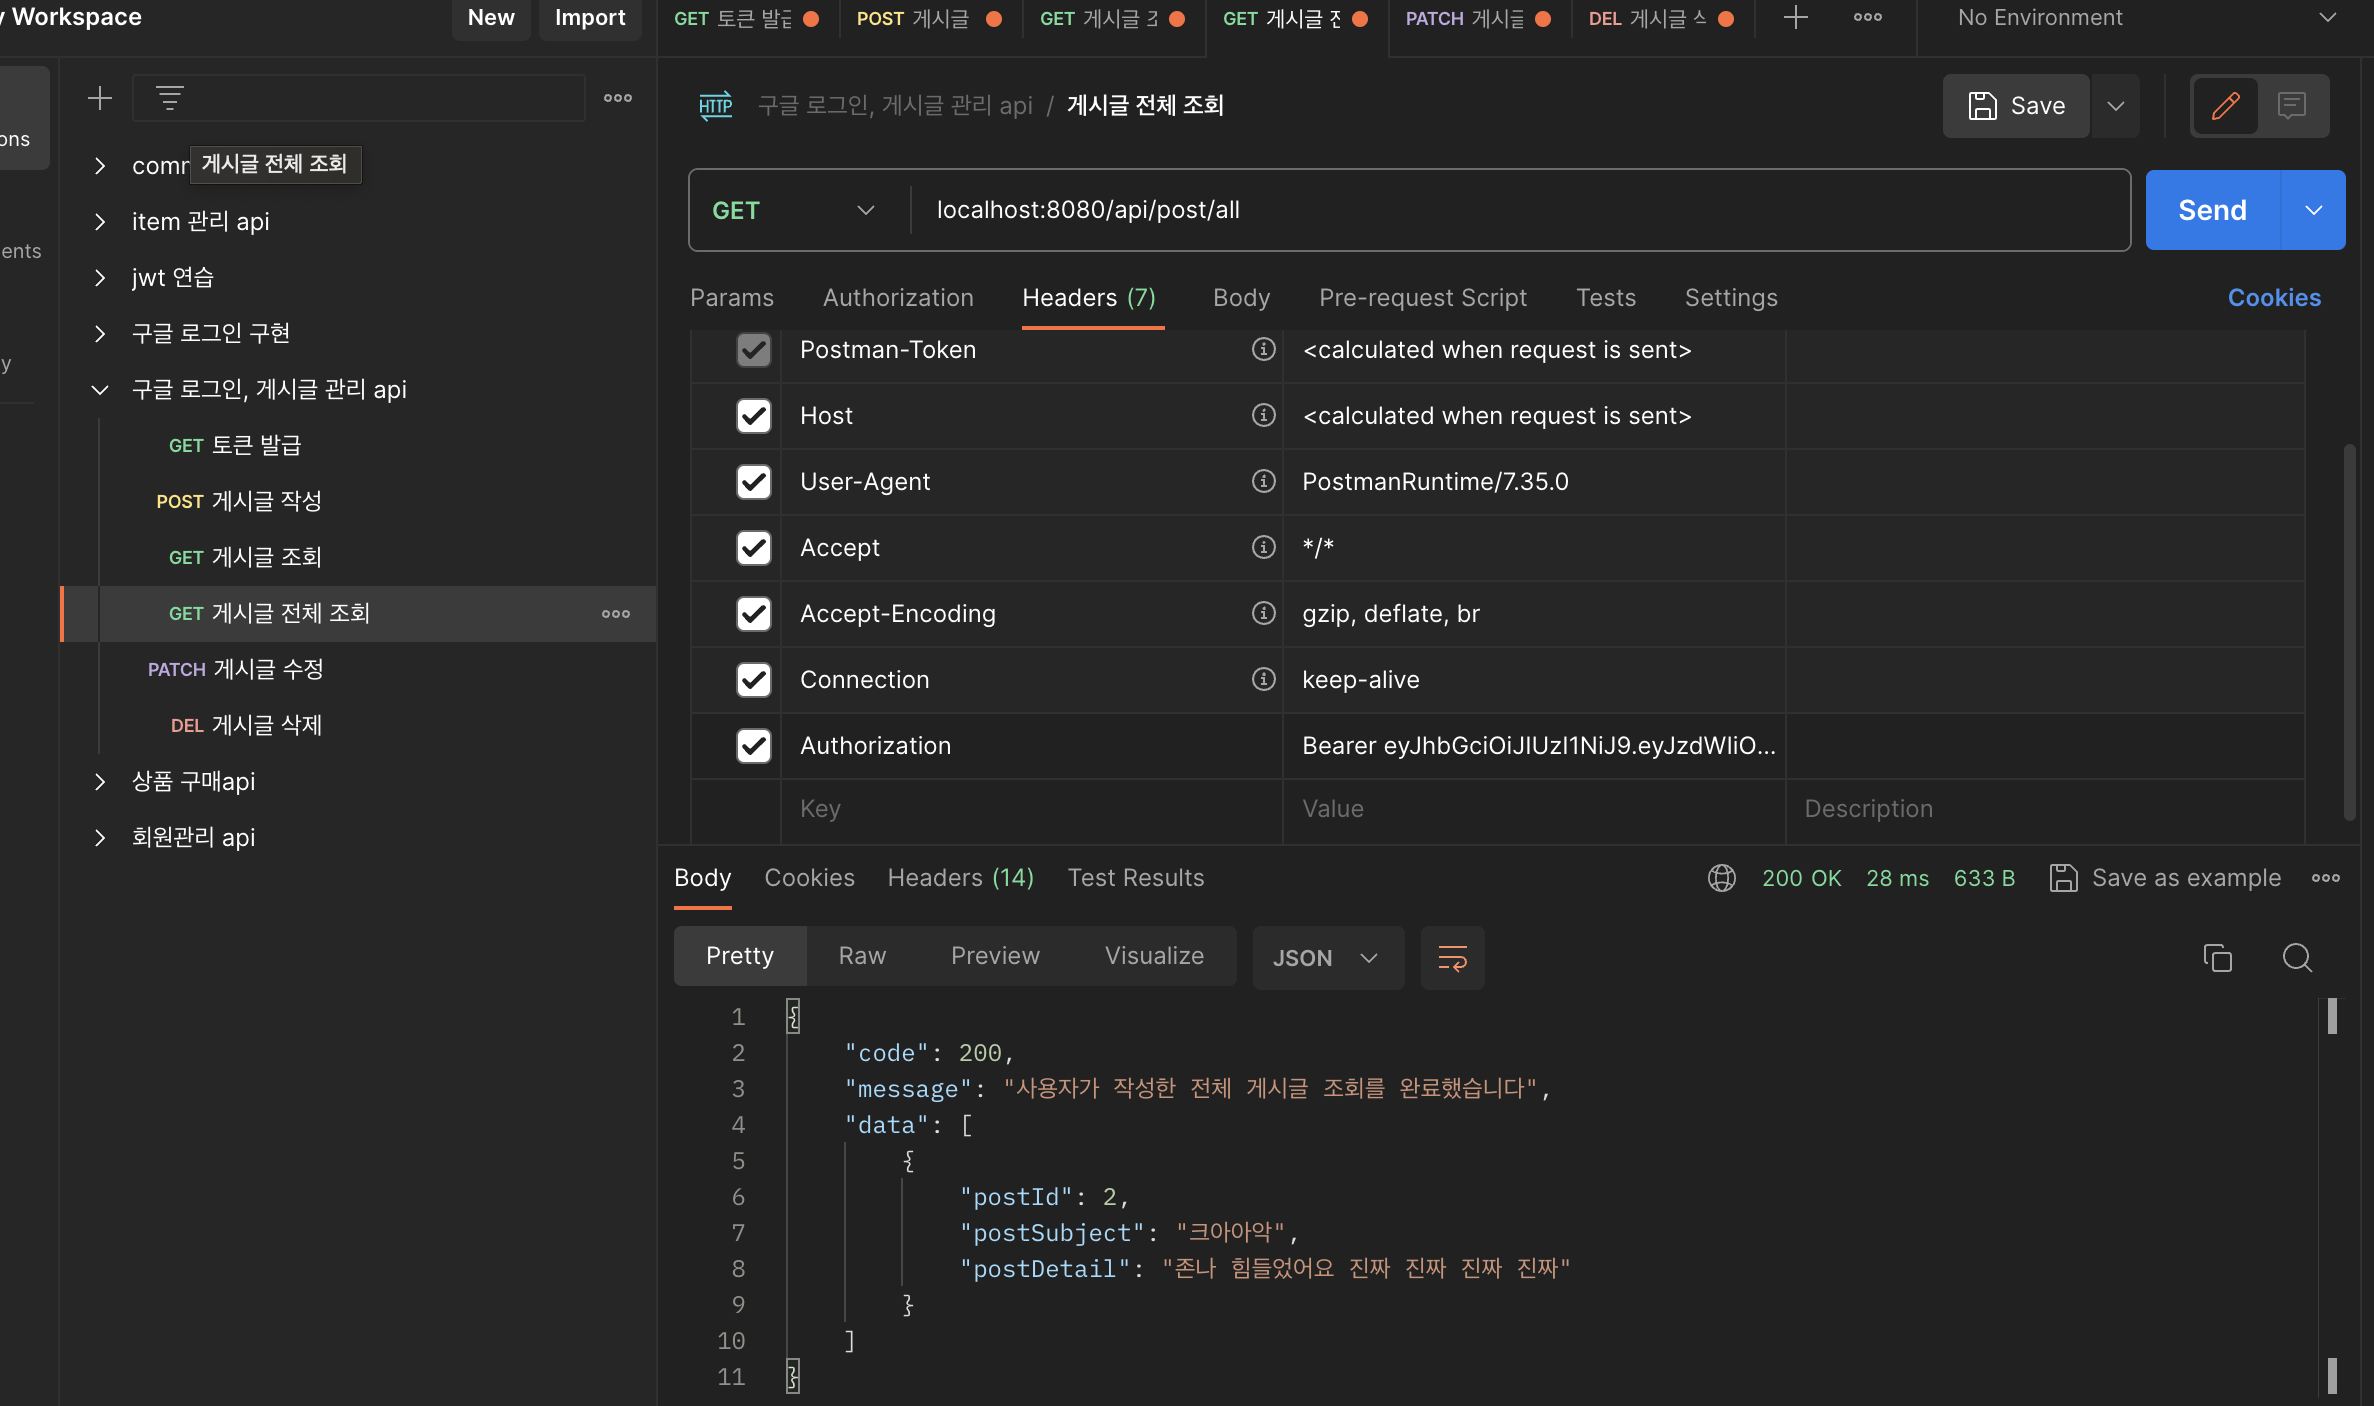 Workspace
New Import
GET 토큰 발급
POST 게시글
GET 게시글
GET 게시글
PATCH 게시글
DEL 게시글
No Environment
ons
ents
y
comm
게시글 전체 조회
item 관리 api
jwt 연습
구글 로그인 구현
구글 로그인, 게시글 관리 api
GET 토큰 발급
POST 게시글 작성
GET 게시글 조회
GET 게시글 전체 조회
PATCH 게시글 수정
DEL 게시글 삭제
상품 구매api
회원관리 api
HTTP 구글 로그인, 게시글 관리 api / 게시글 전체 조회
Save
GET localhost:8080/api/post/all
Send
Params Authorization Headers (7) Body Pre-request Script Tests Settings Cookies
Postman-Token <calculated when request is sent>
Host <calculated when request is sent>
User-Agent PostmanRuntime/7.35.0
Accept */*
Accept-Encoding gzip, deflate, br
Connection keep-alive
Authorization Bearer eyJhbGciOiJIUzI1NiJ9.eyJzdWIiO...
Key Value Description
Body Cookies Headers (14) Test Results 200 OK 28 ms 633 B Save as example
Pretty Raw Preview Visualize JSON
1 {
2 "code": 200,
3 "message": "사용자가 작성한 전체 게시글 조회를 완료했습니다",
4 "data": [
5 {
6 "postId": 2,
7 "postSubject": "크아아악",
8 "postDetail": "존나 힘들었어요 진짜 진짜 진짜 진짜"
9 }
10 ]
11 }